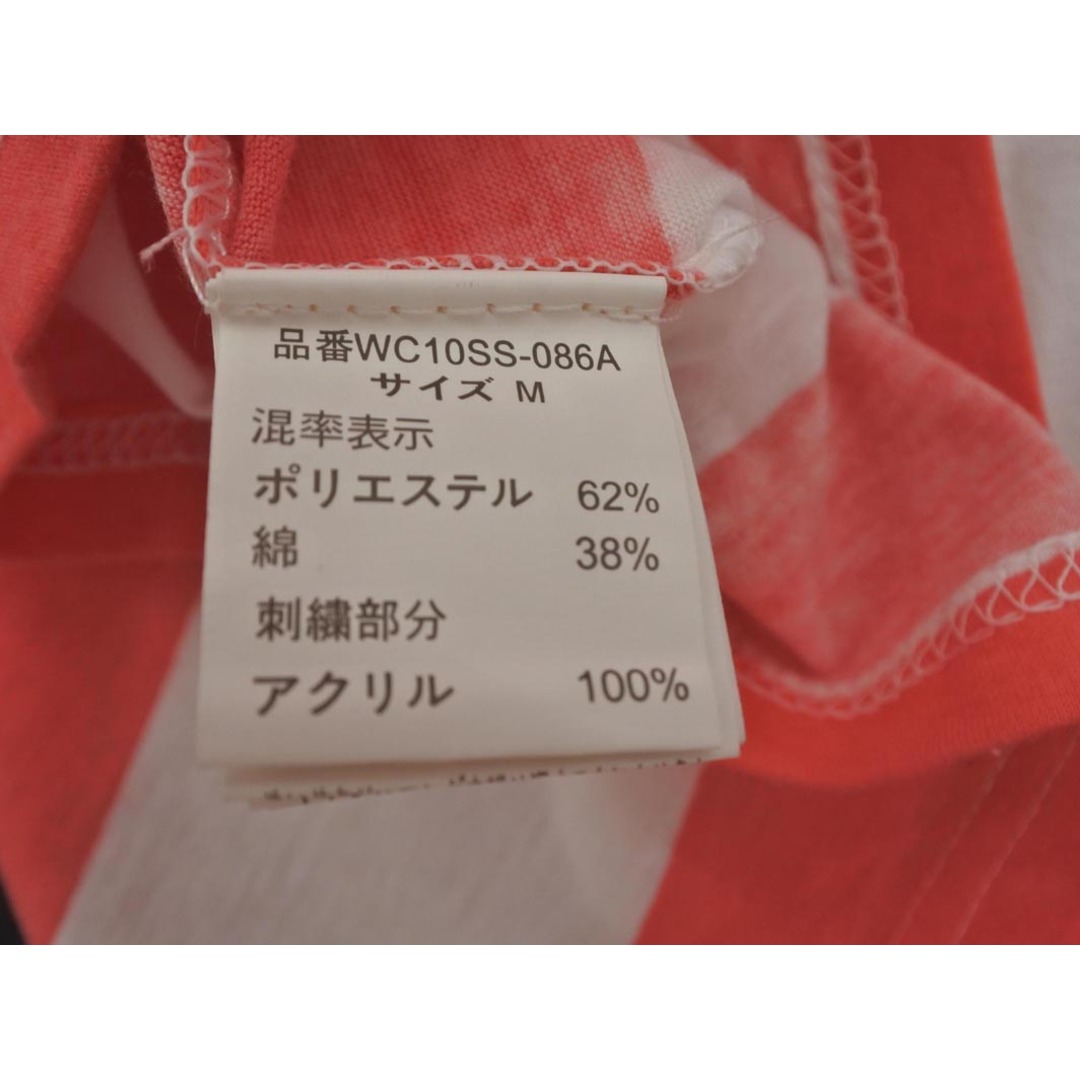 品番WC10SS-086A
サイズ M
混率表示
ポリエステル 62%
綿 38%
刺繍部分
アクリル 100%